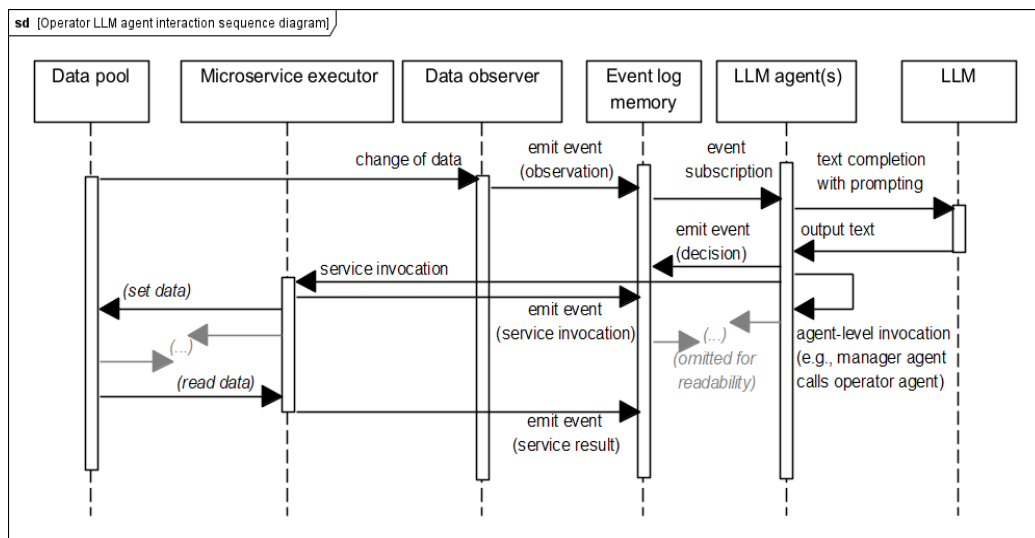 sd [Operator LLM agent interaction sequence diagram]
Data pool
Microservice executor
Data observer
Event log
memory
LLM agent(s)
LLM
change of data
emit event
(observation)
event
subscription
text completion
with prompting
output text
emit event
(decision)
service invocation
(set data)
emit event
(service invocation)
(...)
(...)
(omitted for
readability)
agent-level invocation
(e.g., manager agent
calls operator agent)
(read data)
emit event
(service result)